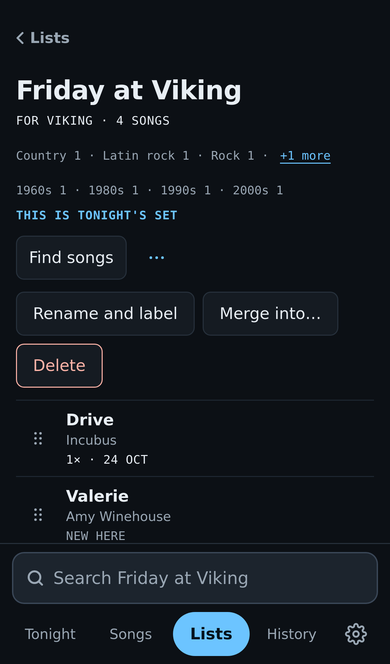 Lists
Friday at Viking
FOR VIKING · 4 SONGS
Country 1 · Latin rock 1 · Rock 1 · +1 more
1960s 1 · 1980s 1 · 1990s 1 · 2000s 1
THIS IS TONIGHT'S SET
Find songs ···
Rename and label Merge into…
Delete
Drive
Incubus
1× · 24 OCT
Valerie
Amy Winehouse
NEW HERE
Search Friday at Viking
Tonight Songs Lists History